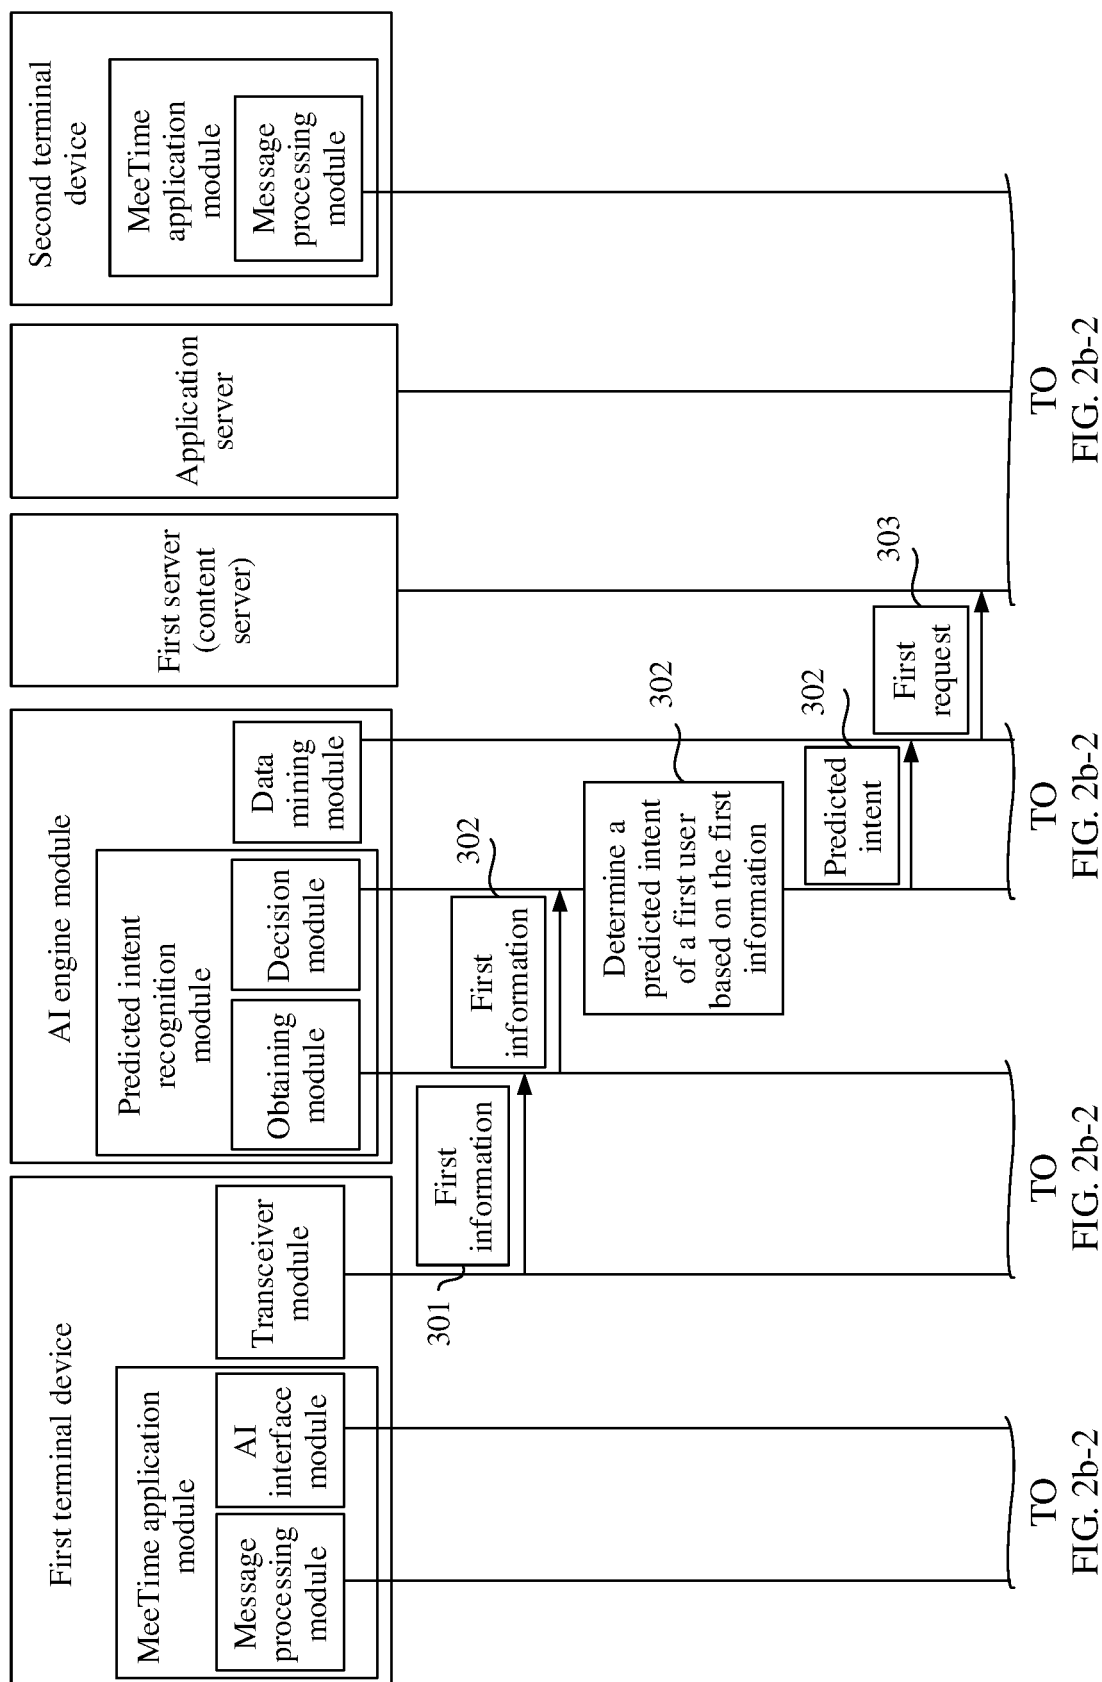 First terminal device
MeeTime application
module
Message
processing
module
AI
interface
module
Transceiver
module
AI engine module
Predicted intent
recognition
module
Obtaining
module
Decision
module
Data
mining
module
First server
(content
server)
Application
server
Second terminal
device
MeeTime
application
module
Message
processing
module
301
First
information
302
First
information
302
Determine a
predicted intent
of a first user
based on the first
information
302
Predicted
intent
303
First
request
TO
FIG. 2b-2
TO
FIG. 2b-2
TO
FIG. 2b-2
TO
FIG. 2b-2